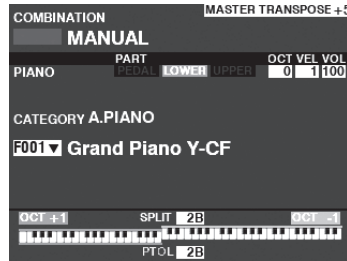 MASTER TRANSPOSE +5
COMBINATION
MANUAL
PART OCT VEL VOL
PIANO PEDAL LOWER UPPER 0 1 100
CATEGORY A.PIANO
F001 Grand Piano Y-CF
OCT +1 SPLIT 2B OCT -1
PTOL 2B